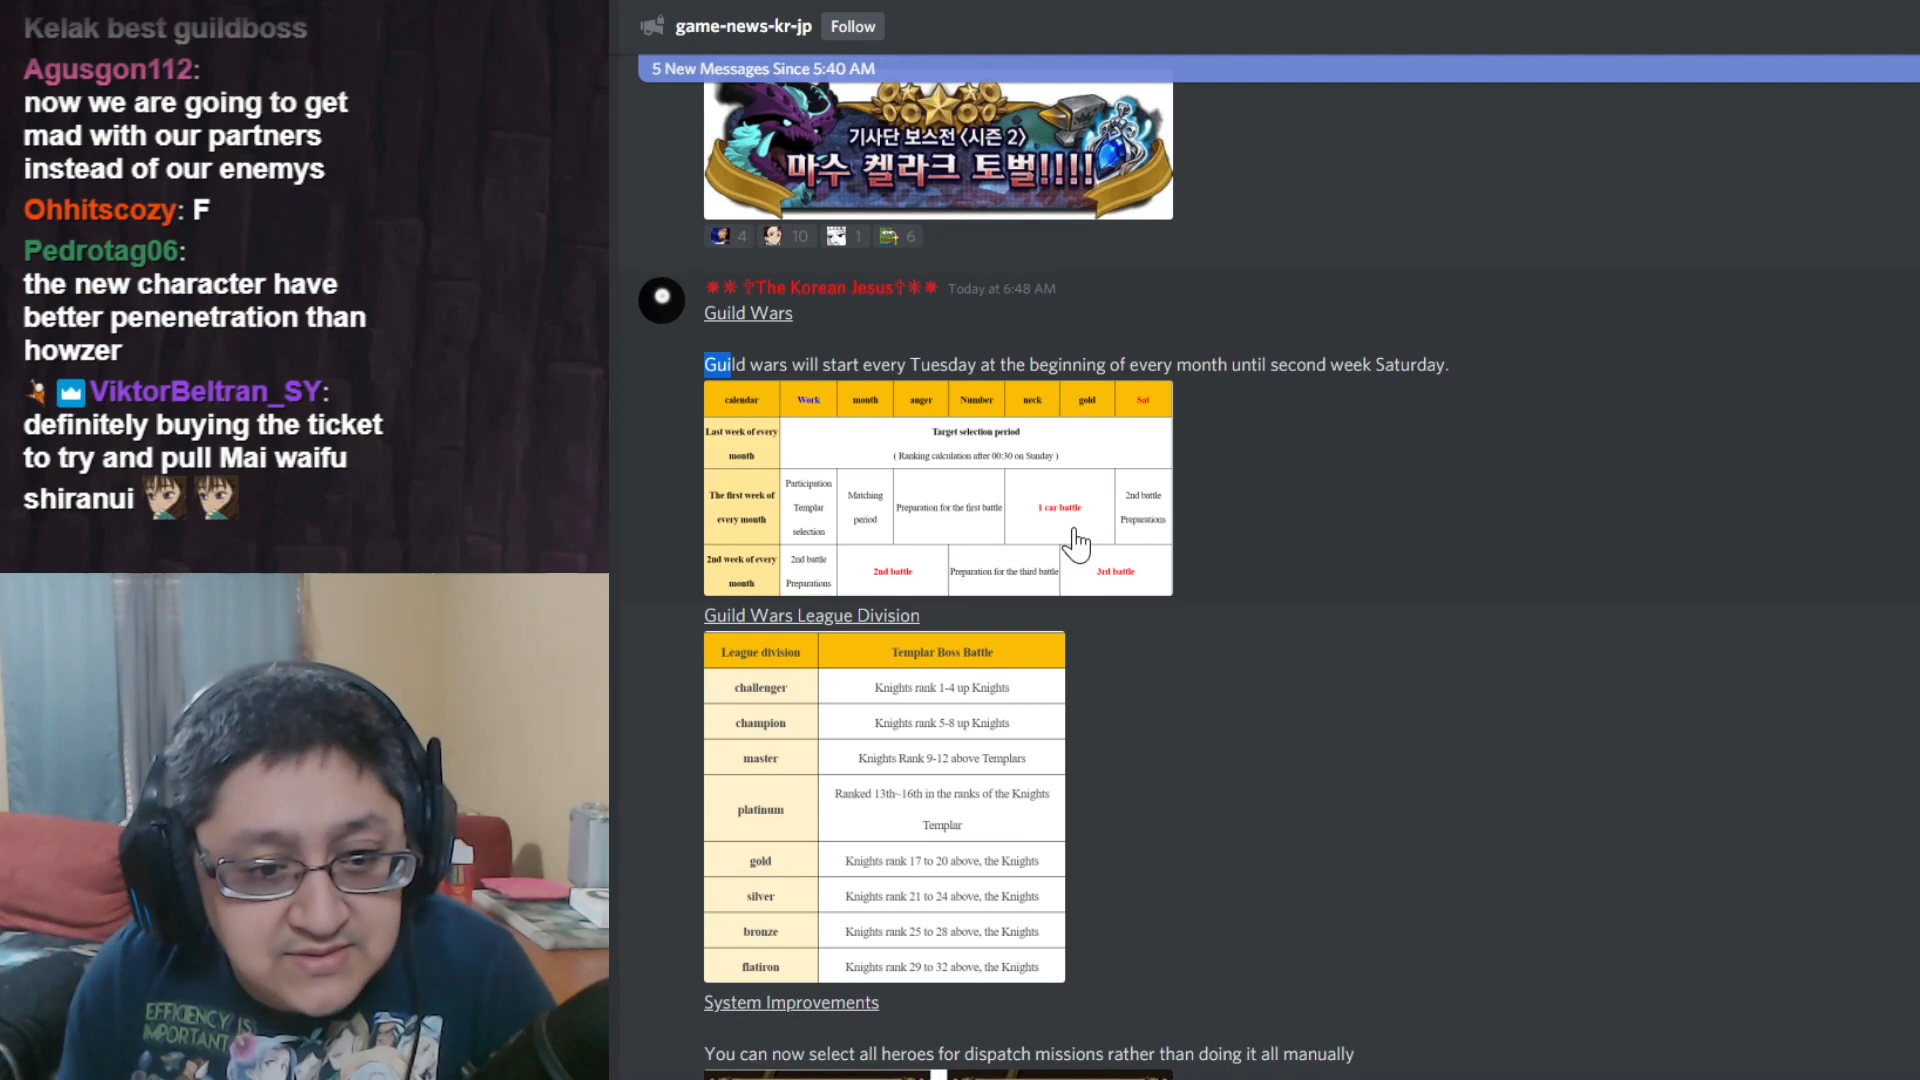 Kelak best guildboss
Agusgon112:
now we are going to get
mad with our partners
instead of our enemys
Ohhitscozy: F
Pedrotag06:
the new character have
better penenetration than
howzer
ViktorBeltran_SY:
definitely buying the ticket
to try and pull Mai waifu
shiranui
EFFICIENCY IS
IMPORTANT
game-news-kr-jp Follow
5 New Messages Since 5:40 AM
기사단 보스전 <시즌 2>
마수 켈라크 토벌!!!!
4 10 1 6
✷✷✞The Korean Jesus✞✷✷ Today at 6:48 AM
Guild Wars
Guild wars will start every Tuesday at the beginning of every month until second week Saturday.
calendar Work month anger Number neck gold Sat
Last week of every month Target selection period
( Ranking calculation after 00:30 on Sunday )
The first week of every month Participation Templar selection Matching period Preparation for the first battle 1 car battle 2nd battle Preparations
2nd week of every month 2nd battle Preparations 2nd battle Preparation for the third battle 3rd battle
Guild Wars League Division
League division Templar Boss Battle
challenger Knights rank 1-4 up Knights
champion Knights rank 5-8 up Knights
master Knights Rank 9-12 above Templars
platinum Ranked 13th~16th in the ranks of the Knights Templar
gold Knights rank 17 to 20 above, the Knights
silver Knights rank 21 to 24 above, the Knights
bronze Knights rank 25 to 28 above, the Knights
flatiron Knights rank 29 to 32 above, the Knights
System Improvements
You can now select all heroes for dispatch missions rather than doing it all manually